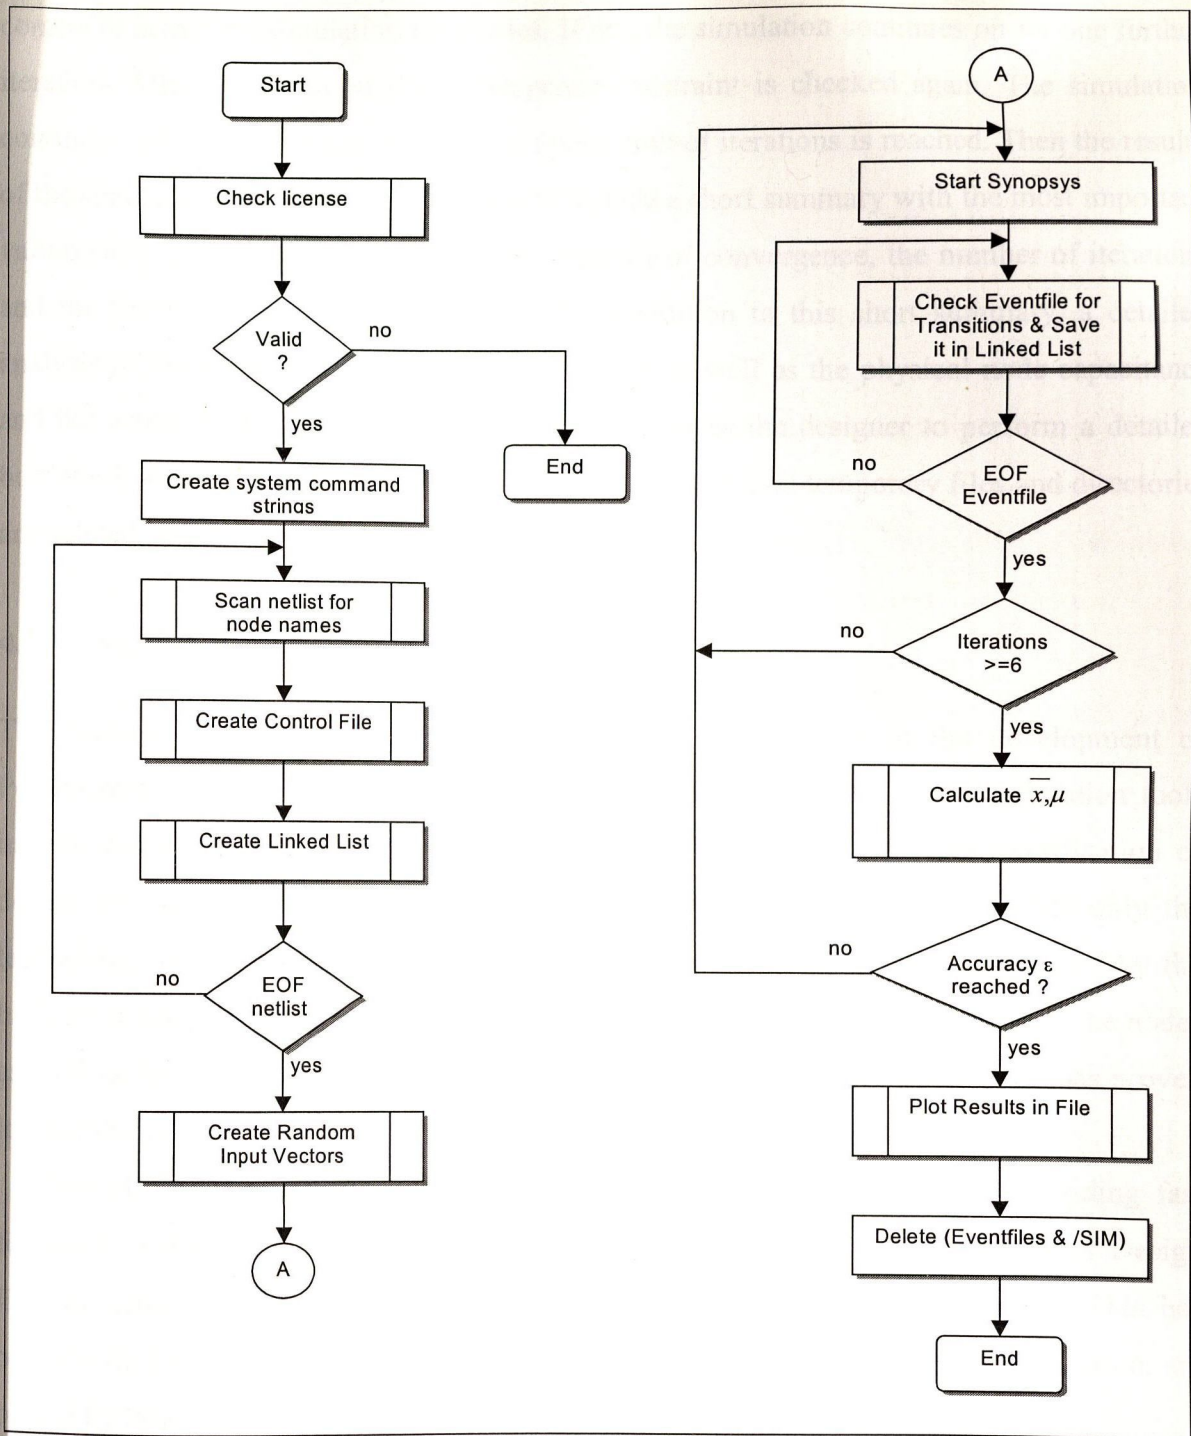 Start
Check license
Valid
?
no
yes
End
Create system command
strings
Scan netlist for
node names
Create Control File
Create Linked List
no
EOF
netlist
yes
Create Random
Input Vectors
A
A
Start Synopsys
Check Eventfile for
Transitions & Save
it in Linked List
no
EOF
Eventfile
yes
no
Iterations
>=6
yes
Calculate x̅,μ
no
Accuracy ε
reached ?
yes
Plot Results in File
Delete (Eventfiles & /SIM)
End